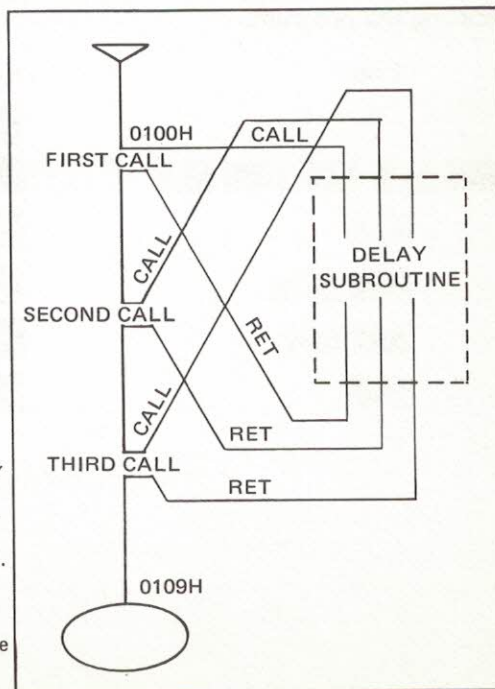 0100H
CALL
FIRST CALL
CALL
DELAY
SUBROUTINE
SECOND CALL
RET
CALL
RET
THIRD CALL
RET
0109H
.
e